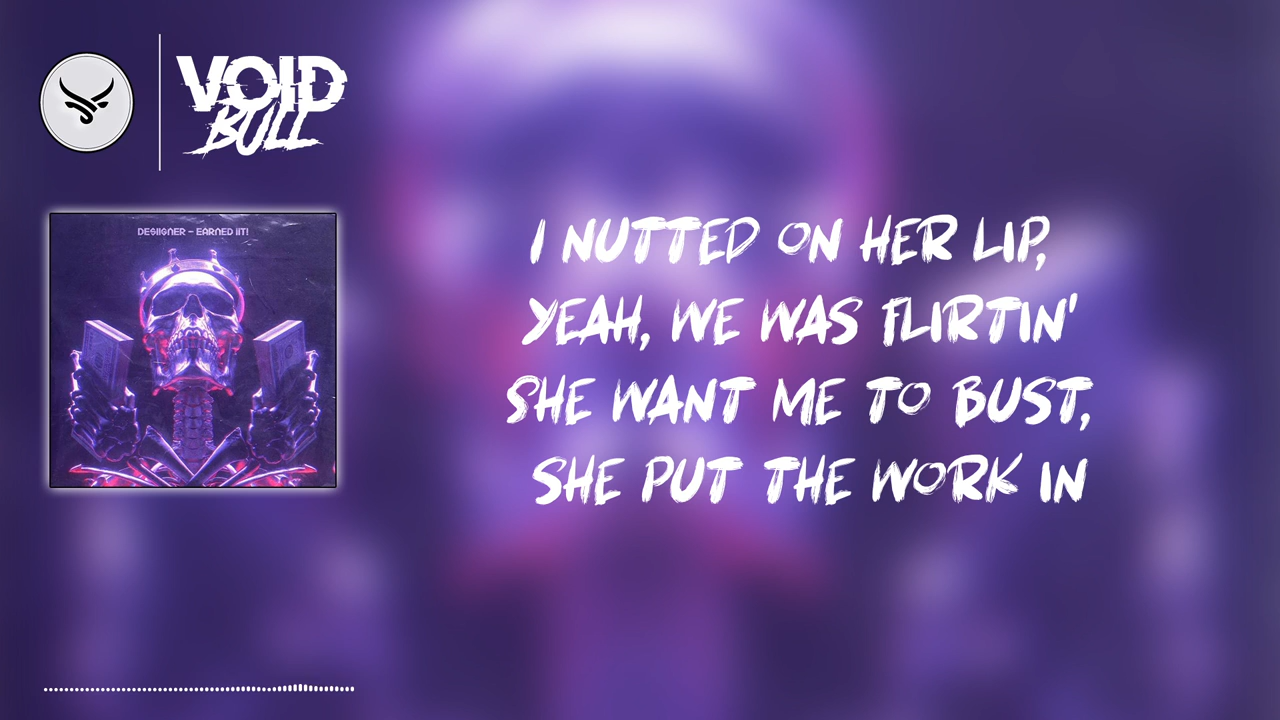 VOID
BULL
DESIIGNER - EARNED IIT!
I NUTTED ON HER LIP,
YEAH, WE WAS FLIRTIN'
SHE WANT ME TO BUST,
SHE PUT THE WORK IN